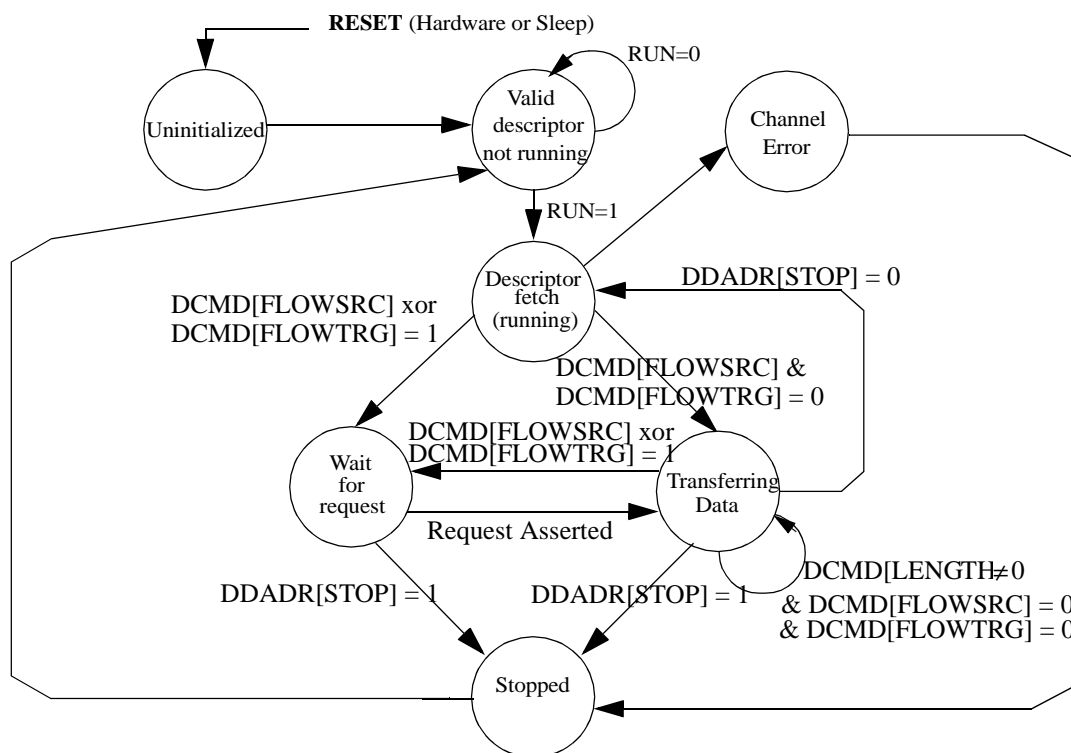 RESET (Hardware or Sleep)
RUN=0
Uninitialized
Valid
descriptor
not running
Channel
Error
RUN=1
Descriptor
fetch
(running)
DDADR[STOP] = 0
DCMD[FLOWSRC] xor
DCMD[FLOWTRG] = 1
DCMD[FLOWSRC] &
DCMD[FLOWTRG] = 0
DCMD[FLOWSRC] xor
DCMD[FLOWTRG] = 1
Wait
for
request
Transferring
Data
Request Asserted
DDADR[STOP] = 1
DDADR[STOP] = 1
DCMD[LENGTH≠0
& DCMD[FLOWSRC] = 0
& DCMD[FLOWTRG] = 0
Stopped